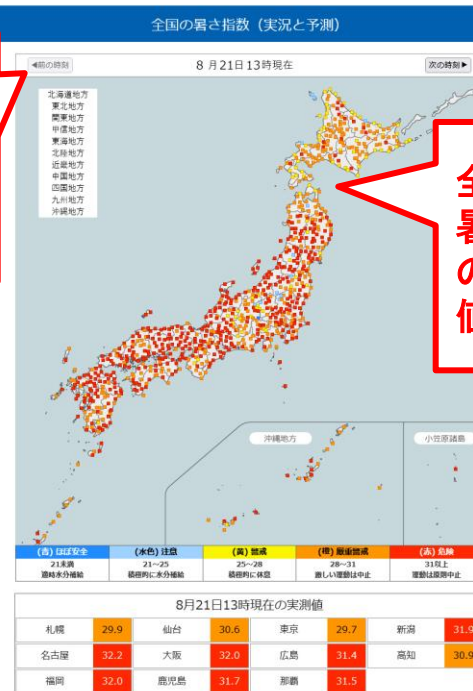 全国の暑さ指数（実況と予測）
◀前の時刻
8月21日13時現在
次の時刻▶
北海道地方
東北地方
関東地方
甲信地方
東海地方
北陸地方
近畿地方
中国地方
四国地方
九州地方
沖縄地方
全
暑
の
値
沖縄地方
小笠原諸島
(青) ほぼ安全 (水色) 注意 (黄) 警戒 (橙) 厳重警戒 (赤) 危険
21未満 21～25 25～28 28～31 31以上
適時水分補給 積極的に水分補給 積極的に休息 激しい運動は中止 運動は原則中止
8月21日13時現在の実測値
札幌 29.9 仙台 30.6 東京 29.7 新潟 31.9
名古屋 32.2 大阪 32.0 広島 31.4 高知 30.9
福岡 32.0 鹿児島 31.7 那覇 31.5